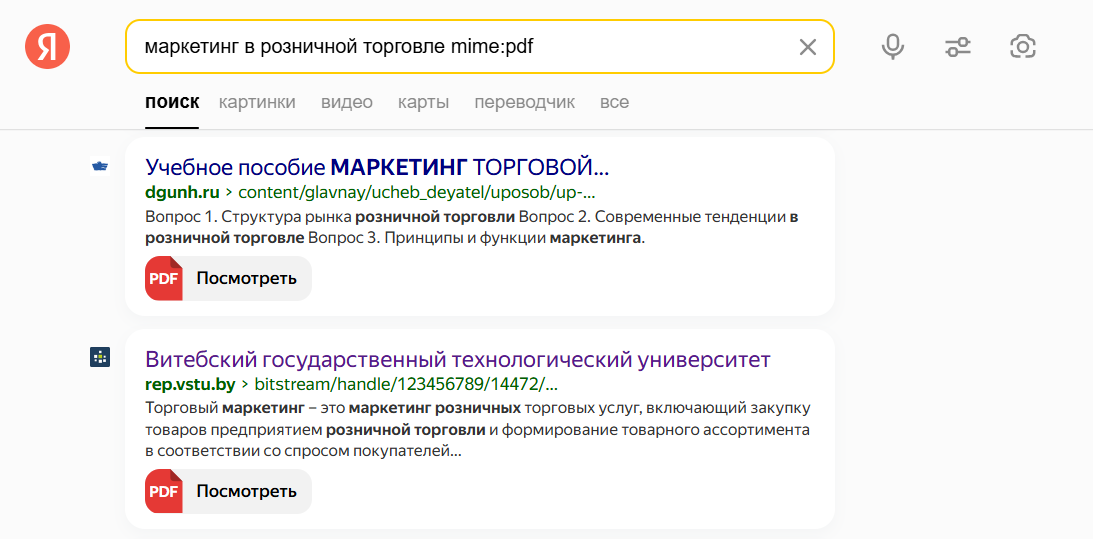 Я
маркетинг в розничной торговле mime:pdf
поиск картинки видео карты переводчик все
Учебное пособие МАРКЕТИНГ ТОРГОВОЙ...
dgunh.ru > content/glavnay/ucheb_deyatel/uposob/up-...
Вопрос 1. Структура рынка розничной торговли Вопрос 2. Современные тенденции в
розничной торговле Вопрос 3. Принципы и функции маркетинга.
PDF Посмотреть
Витебский государственный технологический университет
rep.vstu.by > bitstream/handle/123456789/14472/...
Торговый маркетинг – это маркетинг розничных торговых услуг, включающий закупку
товаров предприятием розничной торговли и формирование товарного ассортимента
в соответствии со спросом покупателей...
PDF Посмотреть